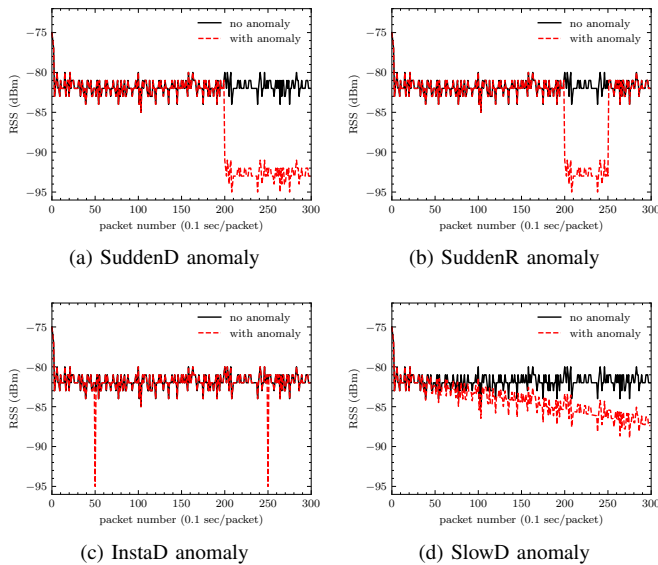 no anomaly
with anomaly
−75
−80
−85
−90
−95
RSS (dBm)
0 50 100 150 200 250 300
packet number (0.1 sec/packet)
(a) SuddenD anomaly
no anomaly
with anomaly
−75
−80
−85
−90
−95
RSS (dBm)
0 50 100 150 200 250 300
packet number (0.1 sec/packet)
(b) SuddenR anomaly
no anomaly
with anomaly
−75
−80
−85
−90
−95
RSS (dBm)
0 50 100 150 200 250 300
packet number (0.1 sec/packet)
(c) InstaD anomaly
no anomaly
with anomaly
−75
−80
−85
−90
−95
RSS (dBm)
0 50 100 150 200 250 300
packet number (0.1 sec/packet)
(d) SlowD anomaly